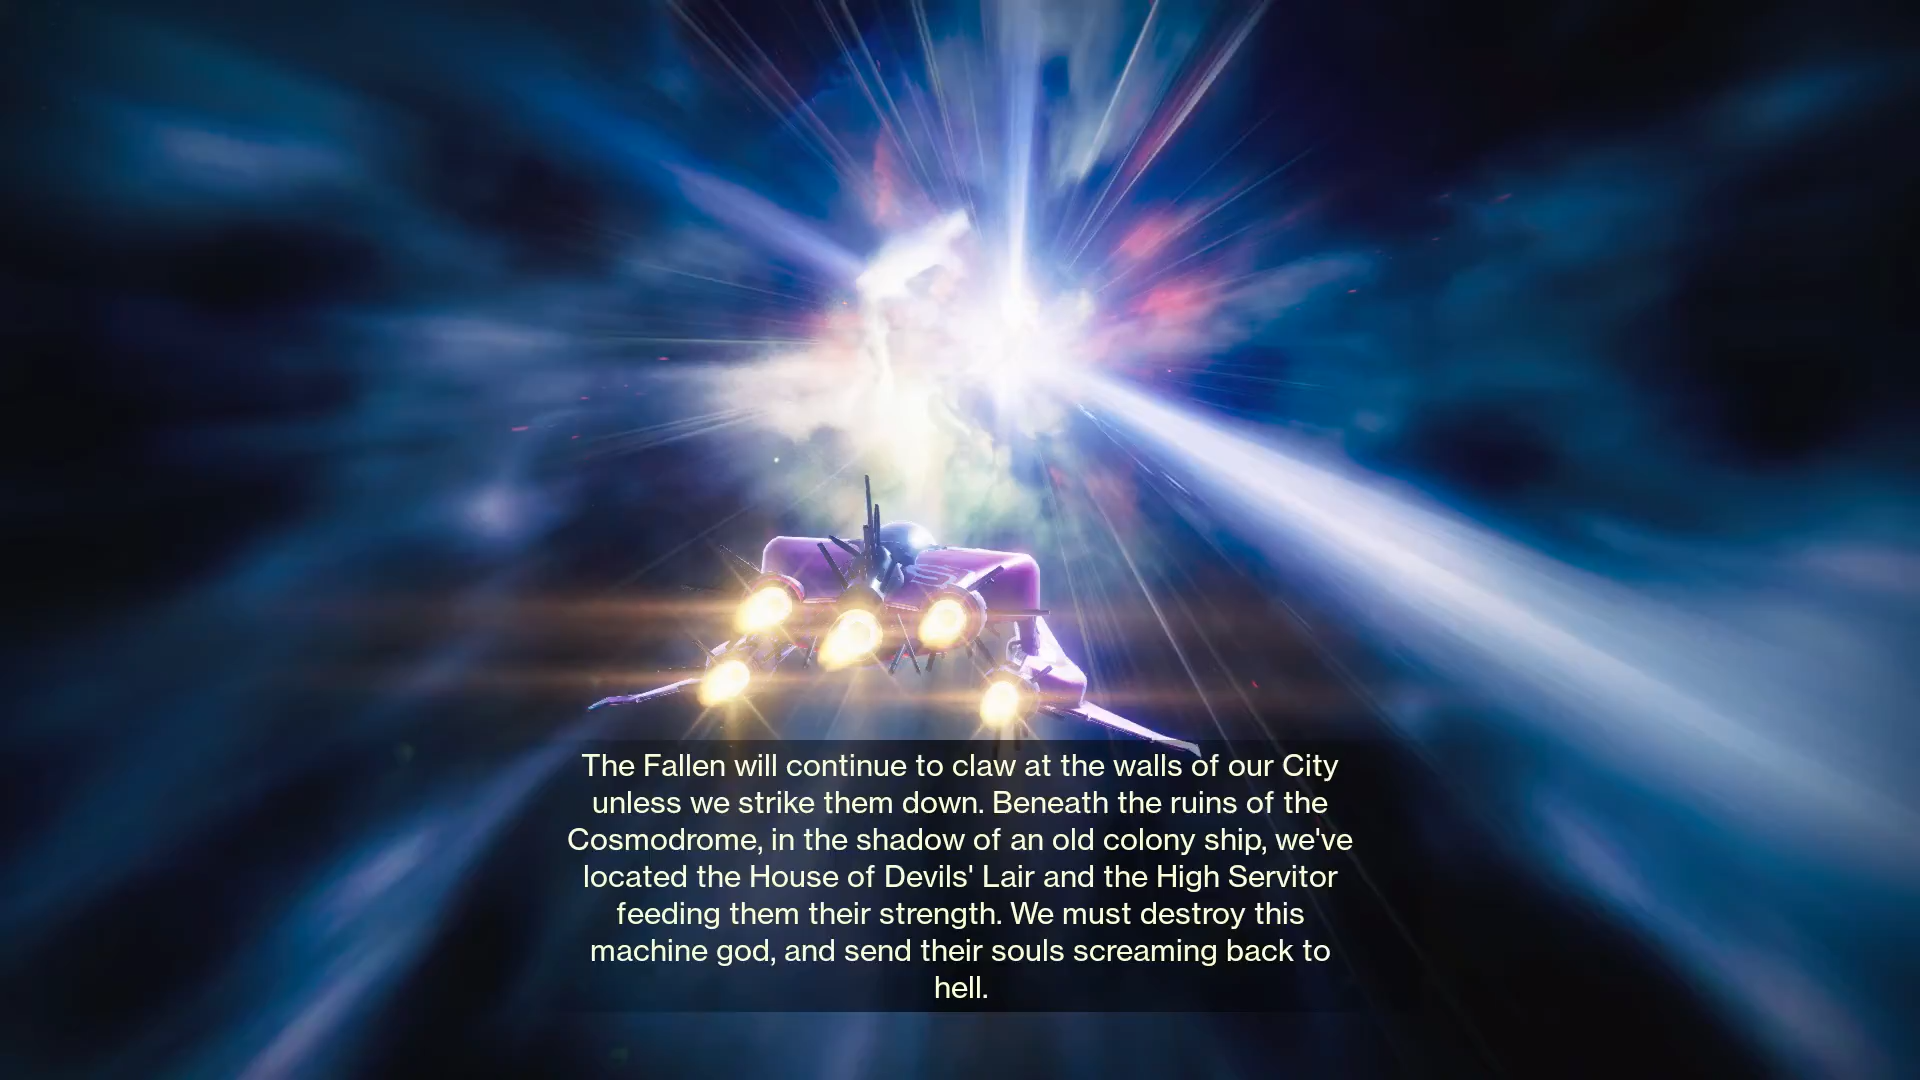 The Fallen will continue to claw at the walls of our City
unless we strike them down. Beneath the ruins of the
Cosmodrome, in the shadow of an old colony ship, we've
located the House of Devils' Lair and the High Servitor
feeding them their strength. We must destroy this
machine god, and send their souls screaming back to
hell.